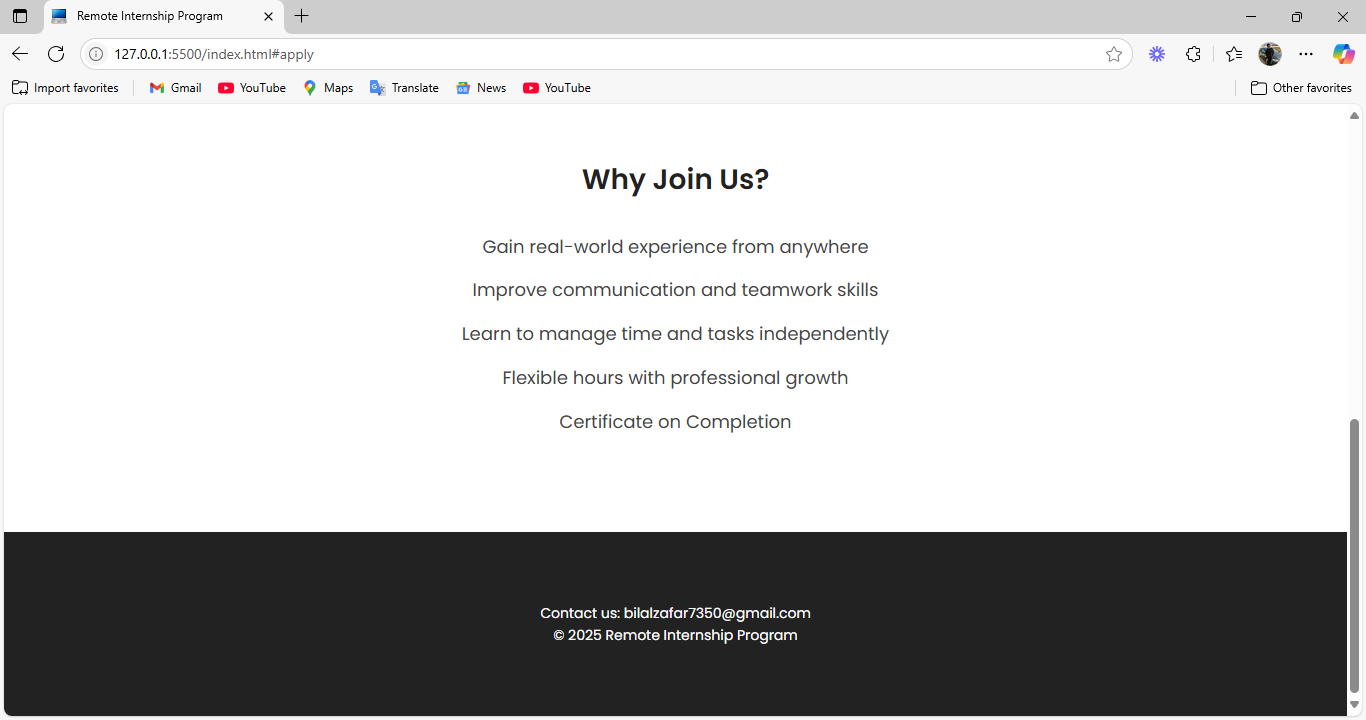 Remote Internship Program
127.0.0.1:5500/index.html#apply
Import favorites
Gmail
YouTube
Maps
Translate
News
YouTube
Other favorites
Why Join Us?
Gain real-world experience from anywhere
Improve communication and teamwork skills
Learn to manage time and tasks independently
Flexible hours with professional growth
Certificate on Completion
Contact us: bilalzafar7350@gmail.com
© 2025 Remote Internship Program